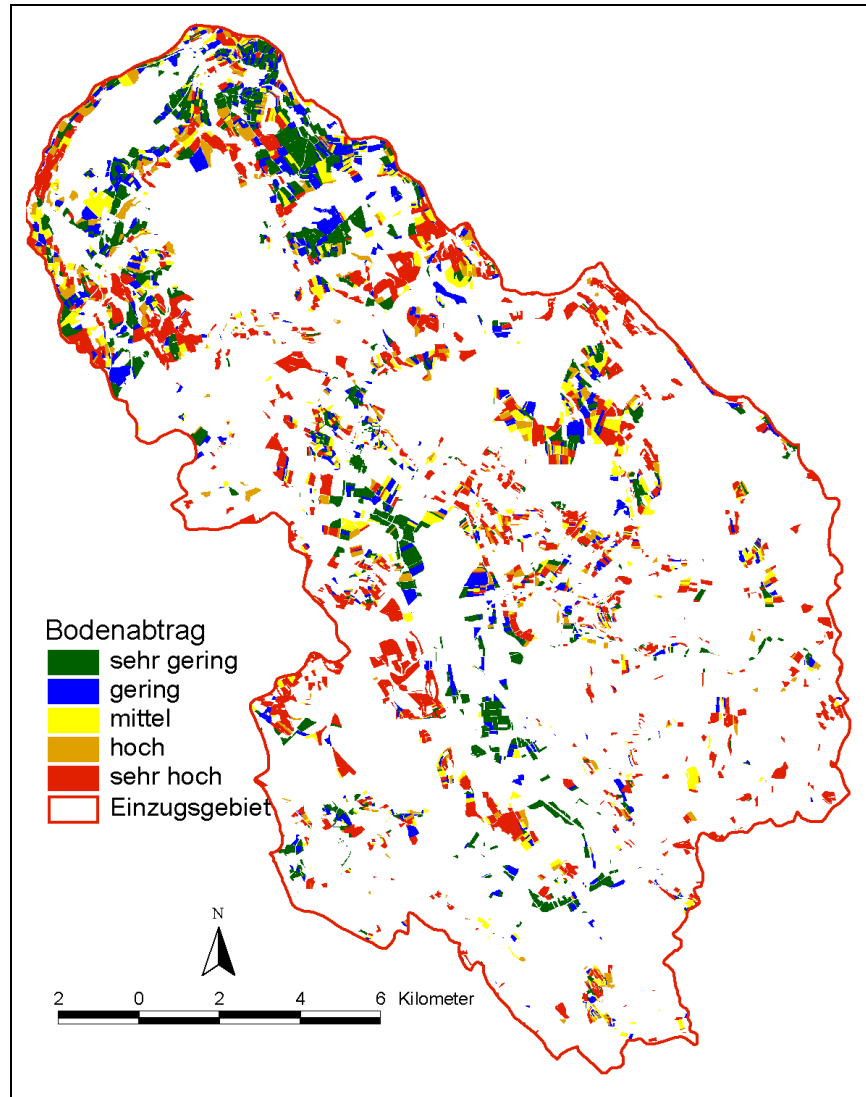 Bodenabtrag
sehr gering
gering
mittel
hoch
sehr hoch
Einzugsgebiet
N
2 0 2 4 6 Kilometer